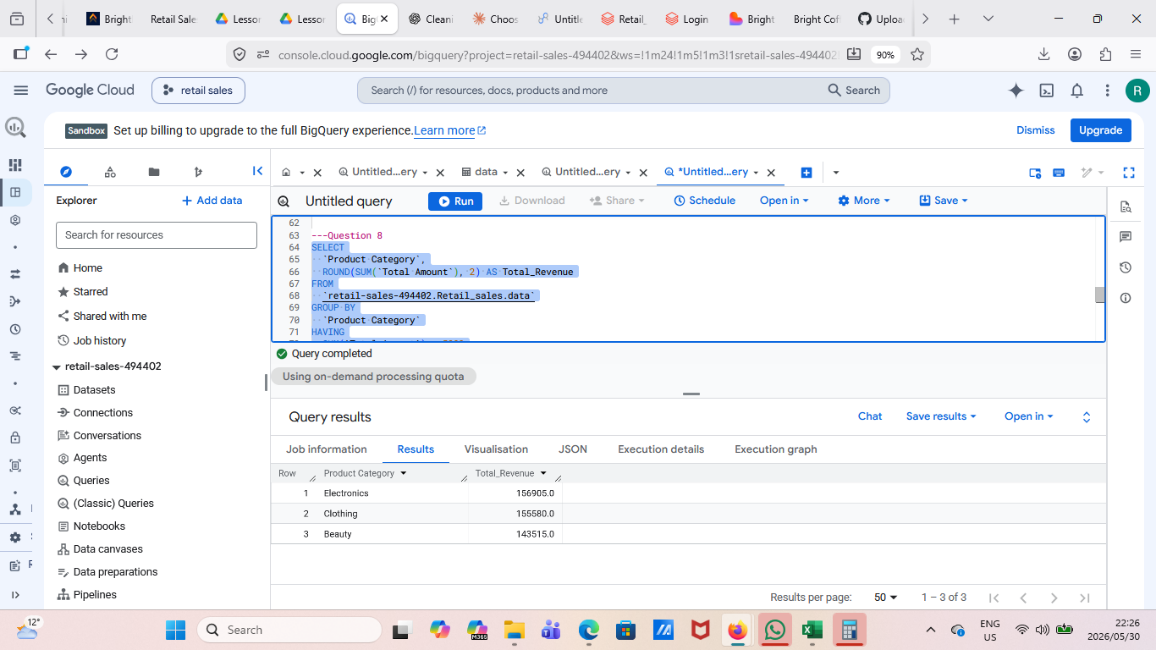 Bright
Retail Sale
Lessor
Lessor
Big
Cleani
Choos
Untitle
Retail_
Login
Bright
Bright Cof
Uploa
console.cloud.google.com/bigquery?project=retail-sales-494402&ws=!1m24!1m5!1m3!1sretail-sales-494402
90%
Google Cloud
retail sales
Search (/) for resources, docs, products and more
Search
R
Sandbox Set up billing to upgrade to the full BigQuery experience. Learn more
Dismiss
Upgrade
Untitled...ery
data
Untitled...ery
*Untitled...ery
Explorer
+ Add data
Untitled query
Run
Download
Share
Schedule
Open in
More
Save
Search for resources
Home
Starred
Shared with me
Job history
retail-sales-494402
Datasets
Connections
Conversations
Agents
Queries
(Classic) Queries
Notebooks
Data canvases
Data preparations
Pipelines
62
63 ---Question 8
64 SELECT
65 `Product Category`,
66 ROUND(SUM(`Total Amount`), 2) AS Total_Revenue
67 FROM
68 `retail-sales-494402.Retail_sales.data`
69 GROUP BY
70 `Product Category`
71 HAVING
Query completed
Using on-demand processing quota
Query results
Chat
Save results
Open in
Job information
Results
Visualisation
JSON
Execution details
Execution graph
Row Product Category Total_Revenue
1 Electronics 156905.0
2 Clothing 155580.0
3 Beauty 143515.0
Results per page: 50 1 – 3 of 3
12°
Search
M365
ENG
US
22:26
2026/05/30